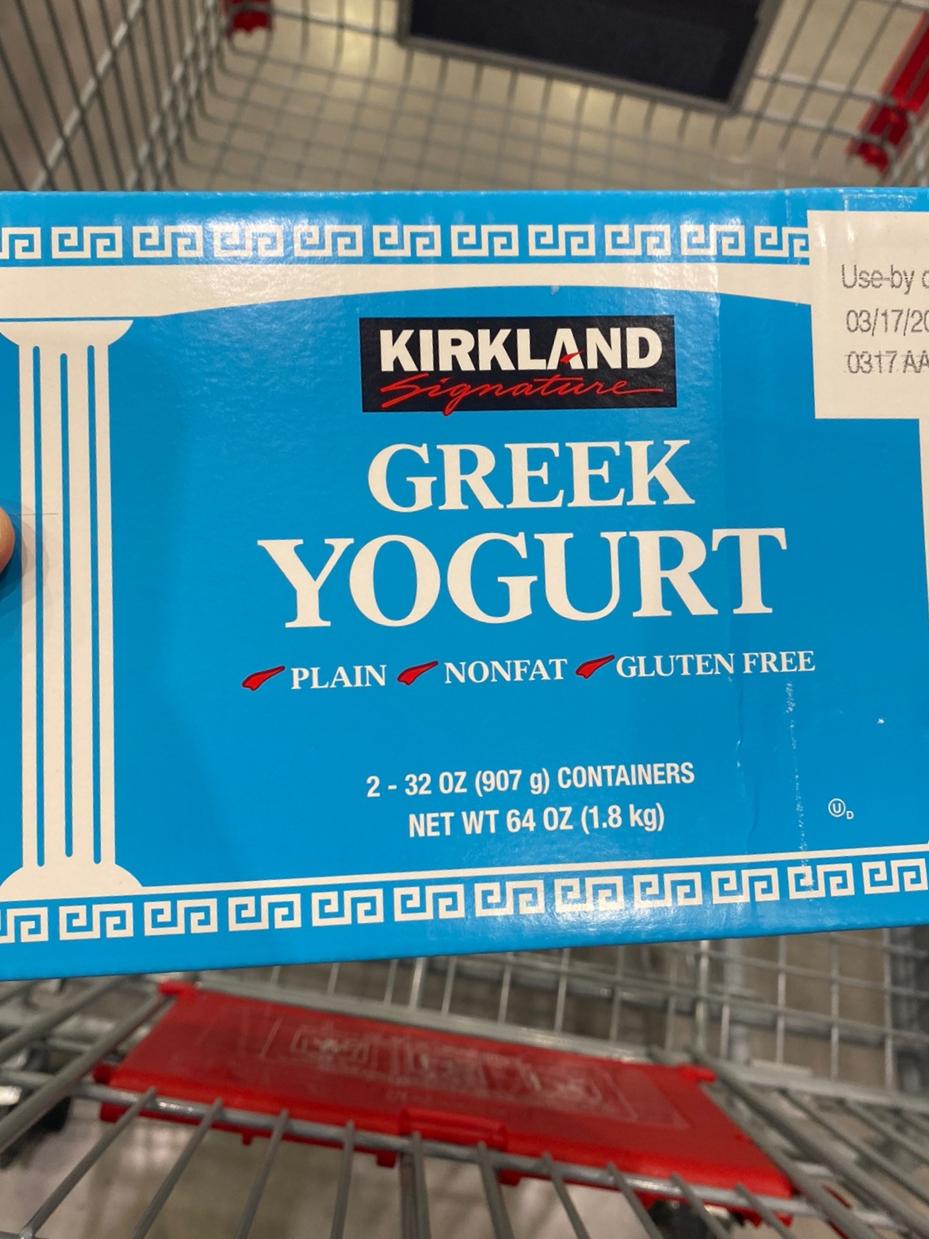 KIRKLAND
Signature
GREEK
YOGURT
PLAIN NONFAT GLUTEN FREE
2 - 32 OZ (907 g) CONTAINERS
NET WT 64 OZ (1.8 kg)
Use-by
03/17/20
0317 AA
U D